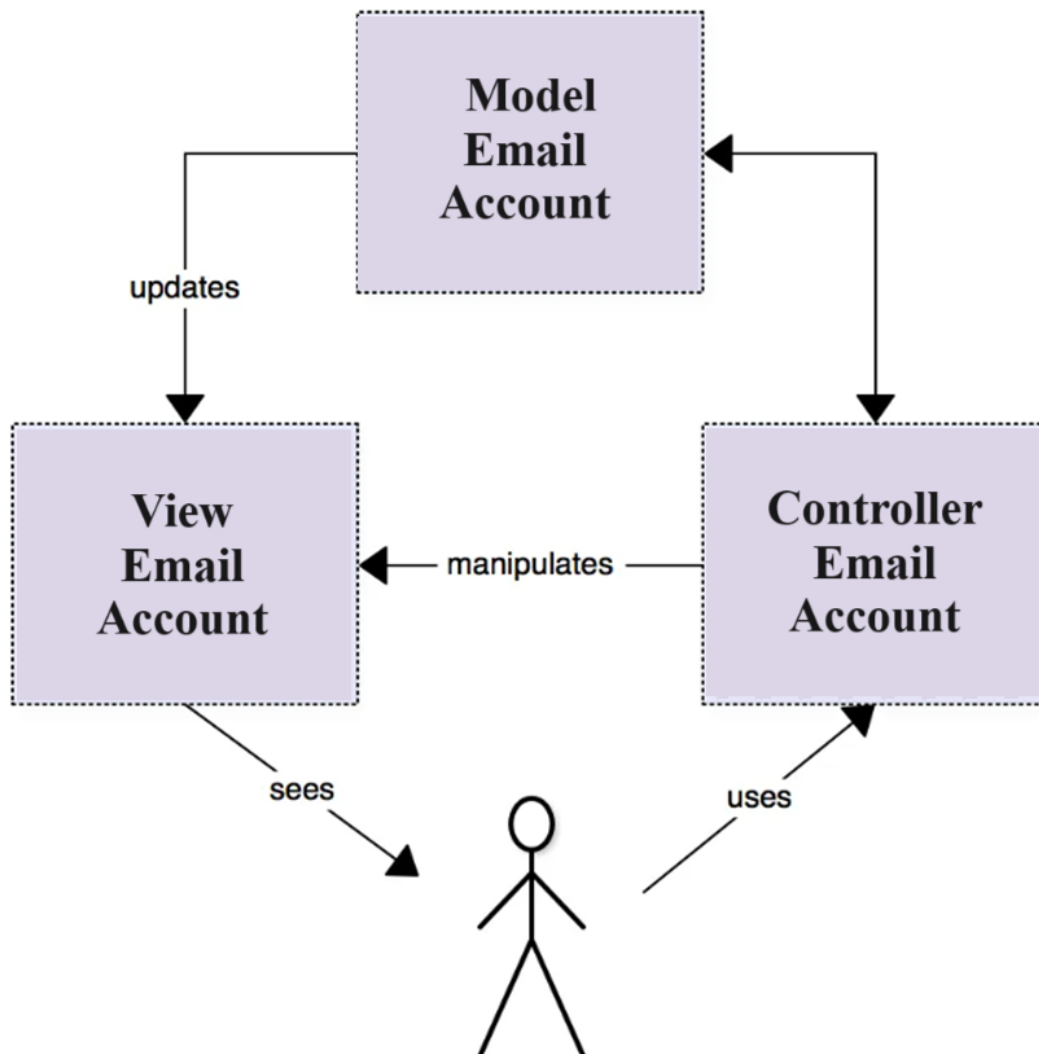 Model
Email
Account
updates
View
Email
Account
manipulates
Controller
Email
Account
sees
uses